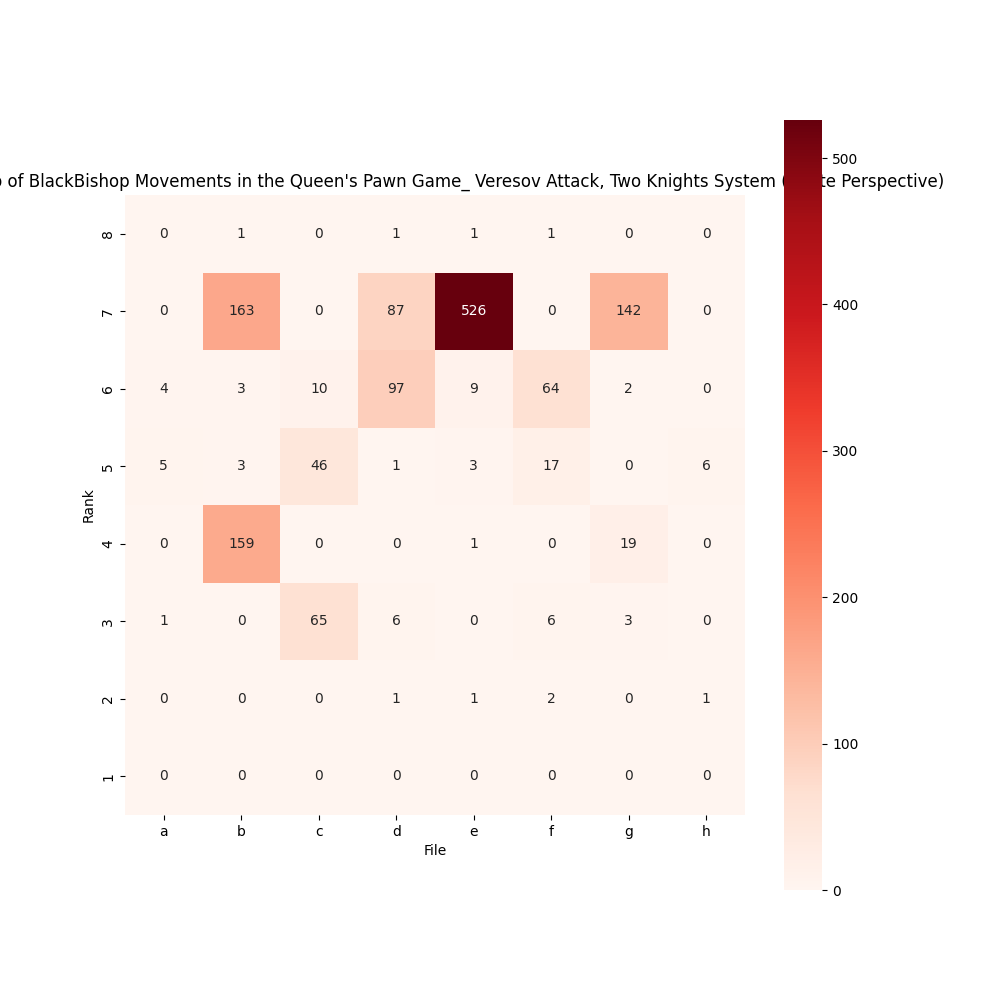 of BlackBishop Movements in the Queen's Pawn Game_ Veresov Attack, Two Knights System ( Perspective)
500
8 0 1 0 1 1 1 0 0
7 0 163 0 87 526 0 142 0
400
6 4 3 10 97 9 64 2 0
300
5 5 3 46 1 3 17 0 6
Rank
4 0 159 0 0 1 0 19 0
200
3 1 0 65 6 0 6 3 0
2 0 0 0 1 1 2 0 1
100
1 0 0 0 0 0 0 0 0
a b c d e f g h
File
0